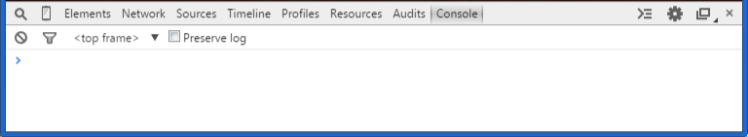 Elements Network Sources Timeline Profiles Resources Audits Console
<top frame> ▼ Preserve log